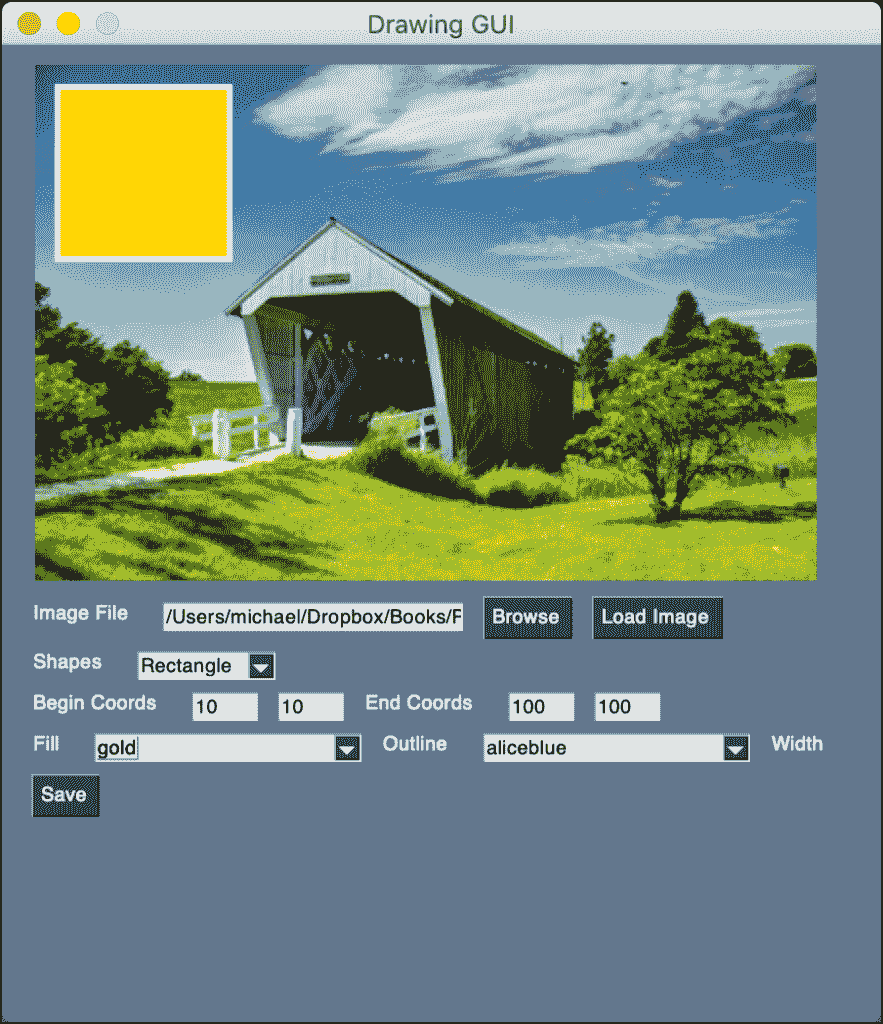 Drawing GUI
Image File /Users/michael/Dropbox/Books/F Browse Load Image
Shapes Rectangle
Begin Coords 10 10 End Coords 100 100
Fill gold Outline aliceblue Width
Save